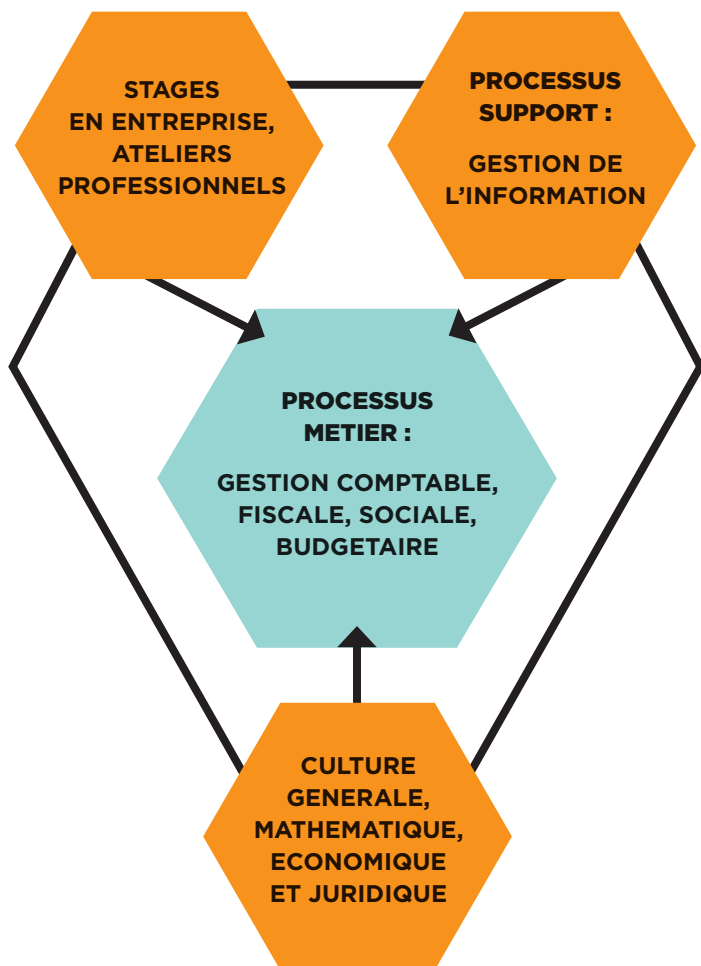 STAGES
EN ENTREPRISE,
ATELIERS
PROFESSIONNELS
PROCESSUS
SUPPORT :
GESTION DE
L'INFORMATION
PROCESSUS
METIER :
GESTION COMPTABLE,
FISCALE, SOCIALE,
BUDGETAIRE
CULTURE
GENERALE,
MATHEMATIQUE,
ECONOMIQUE
ET JURIDIQUE